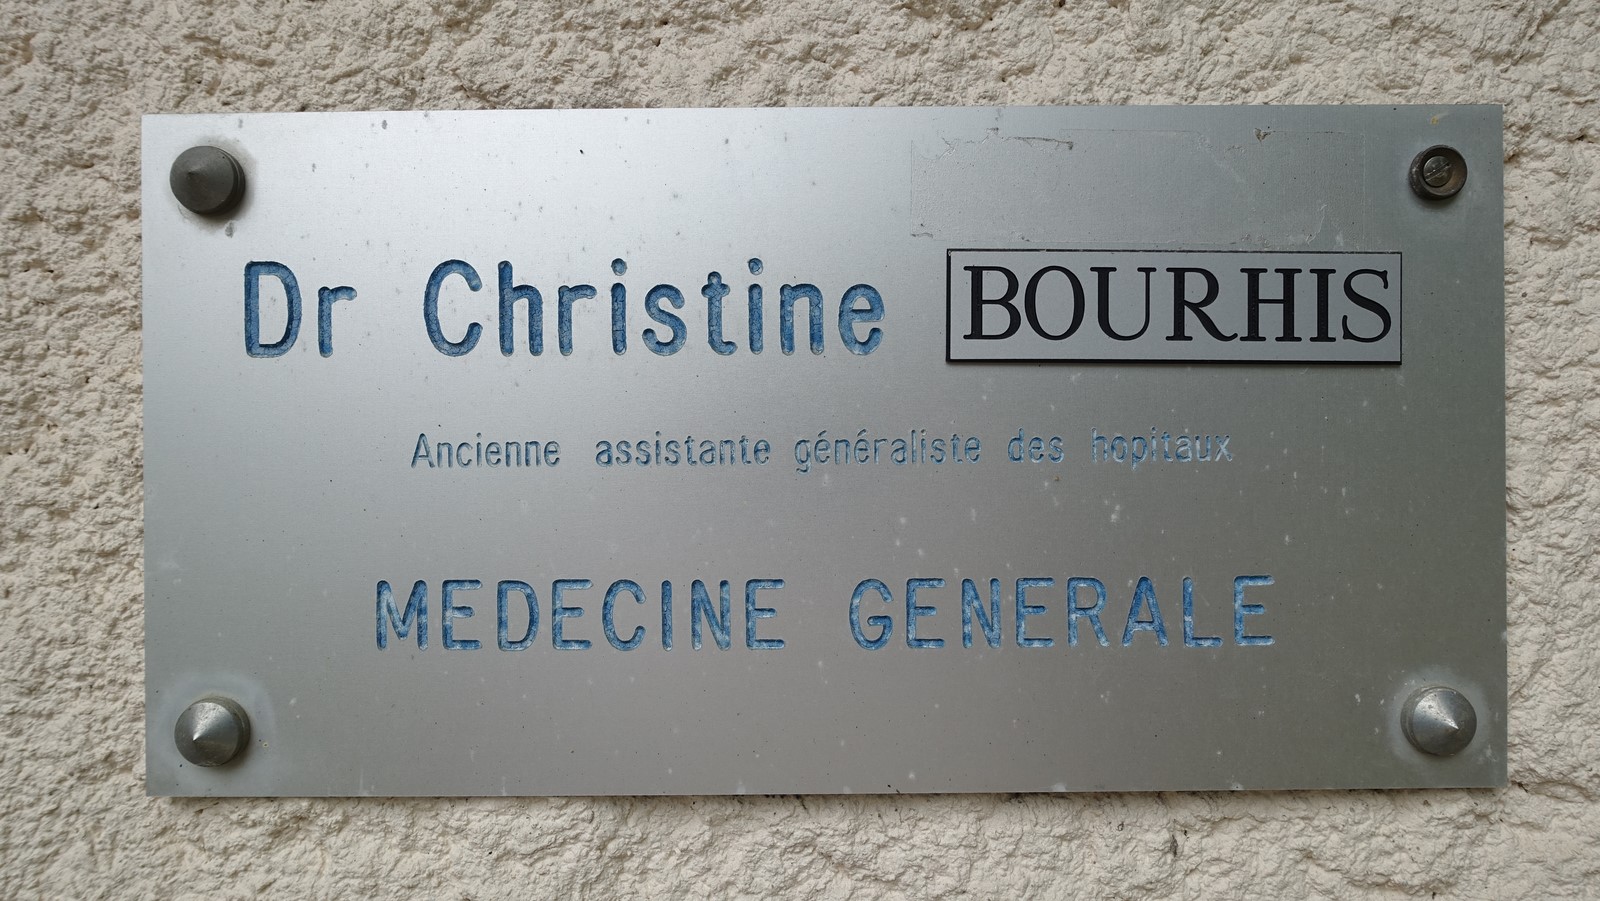 Dr Christine BOURHIS
Ancienne assistante généraliste des hopitaux
MEDECINE GENERALE